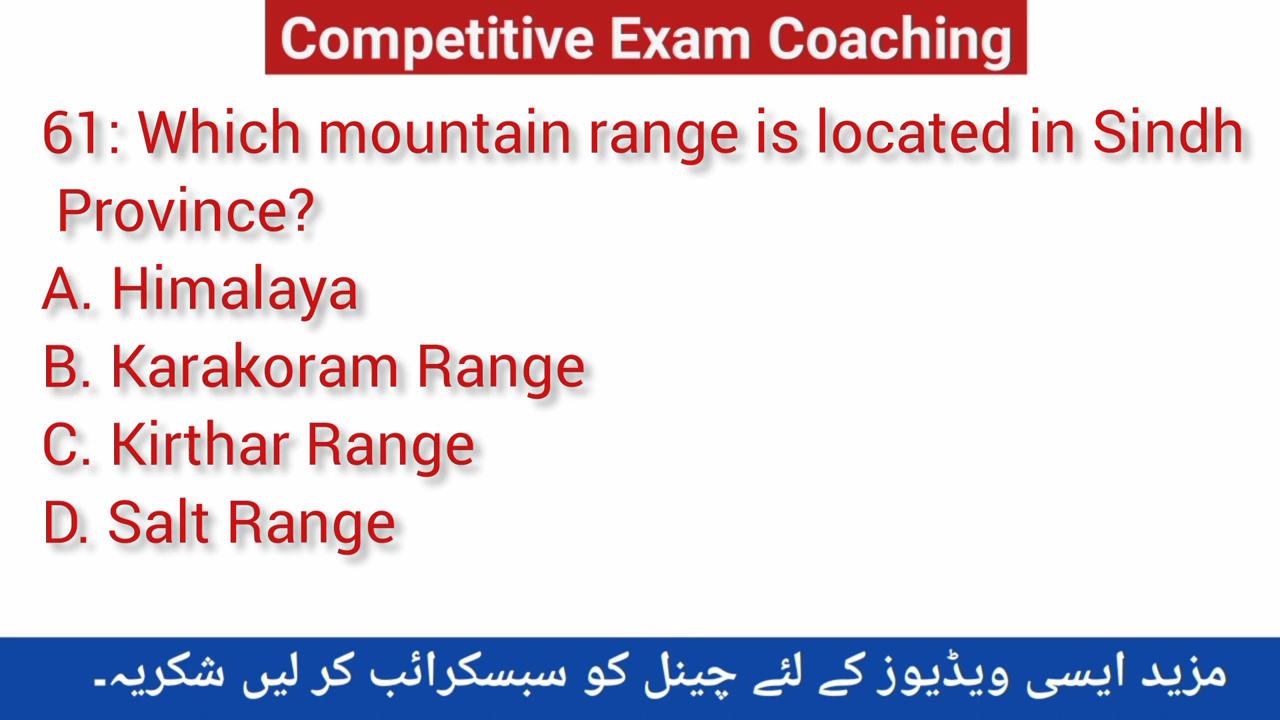 Competitive Exam Coaching
61: Which mountain range is located in Sindh
Province?
A. Himalaya
B. Karakoram Range
C. Kirthar Range
D. Salt Range
مزید ایسی ویڈیوز کے لئے چینل کو سبسکرائب کر لیں شکریہ۔